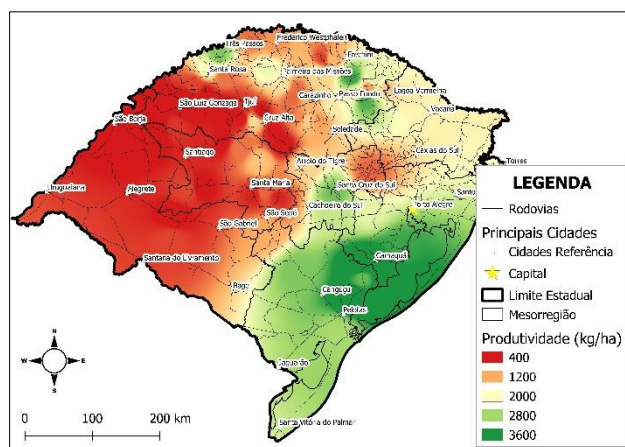 Frederico Westphalen
Três Passos
Erechim
Santa Rosa
Palmeira das Missões
Passo Fundo
Carazinho
Lagoa Vermelha
São Luiz Gonzaga
Ijuí
Vacaria
São Borja
Cruz Alta
Soledade
Santiago
Caxias do Sul
Arroio do Tigre
Torres
Uruguaiana
Alegrete
Santa Maria
Santa Cruz do Sul
Santo
São Sepé
Cachoeira do Sul
Porto Alegre
São Gabriel
Santana do Livramento
Camaquã
Bagé
Canguçu
Pelotas
Jaguarão
Santa Vitória do Palmar
N
W
E
S
0
100
200 km
LEGENDA
Rodovias
Principais Cidades
Cidades Referência
Capital
Limite Estadual
Mesorregião
Produtividade (kg/ha)
400
1200
2000
2800
3600